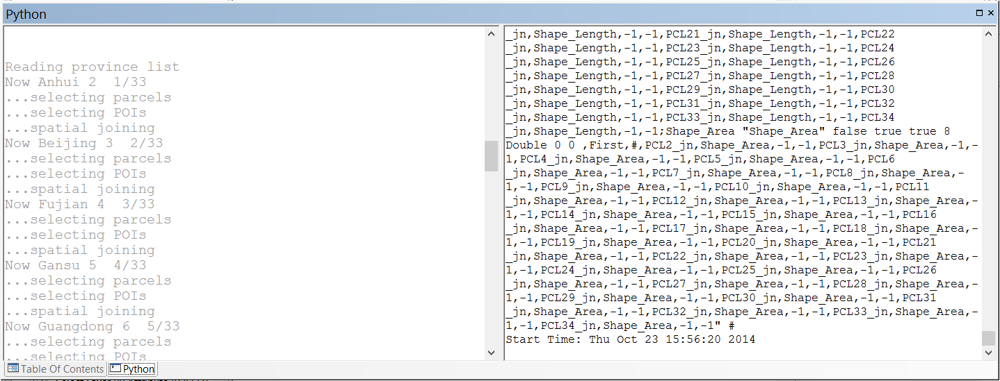 Python
Reading province list
Now Anhui 2  1/33
...selecting parcels
...selecting POIs
...spatial joining
Now Beijing 3  2/33
...selecting parcels
...selecting POIs
...spatial joining
Now Fujian 4  3/33
...selecting parcels
...selecting POIs
...spatial joining
Now Gansu 5  4/33
...selecting parcels
...selecting POIs
...spatial joining
Now Guangdong 6  5/33
...selecting parcels
...selecting POIs
_jn,Shape_Length,-1,-1,PCL21_jn,Shape_Length,-1,-1,PCL22
_jn,Shape_Length,-1,-1,PCL23_jn,Shape_Length,-1,-1,PCL24
_jn,Shape_Length,-1,-1,PCL25_jn,Shape_Length,-1,-1,PCL26
_jn,Shape_Length,-1,-1,PCL27_jn,Shape_Length,-1,-1,PCL28
_jn,Shape_Length,-1,-1,PCL29_jn,Shape_Length,-1,-1,PCL30
_jn,Shape_Length,-1,-1,PCL31_jn,Shape_Length,-1,-1,PCL32
_jn,Shape_Length,-1,-1,PCL33_jn,Shape_Length,-1,-1,PCL34
_jn,Shape_Length,-1,-1;Shape_Area "Shape_Area" false true true 8
Double 0 0 ,First,#,PCL2_jn,Shape_Area,-1,-1,PCL3_jn,Shape_Area,-1,-
1,PCL4_jn,Shape_Area,-1,-1,PCL5_jn,Shape_Area,-1,-1,PCL6
_jn,Shape_Area,-1,-1,PCL7_jn,Shape_Area,-1,-1,PCL8_jn,Shape_Area,-
1,-1,PCL9_jn,Shape_Area,-1,-1,PCL10_jn,Shape_Area,-1,-1,PCL11
_jn,Shape_Area,-1,-1,PCL12_jn,Shape_Area,-1,-1,PCL13_jn,Shape_Area,-
1,-1,PCL14_jn,Shape_Area,-1,-1,PCL15_jn,Shape_Area,-1,-1,PCL16
_jn,Shape_Area,-1,-1,PCL17_jn,Shape_Area,-1,-1,PCL18_jn,Shape_Area,-
1,-1,PCL19_jn,Shape_Area,-1,-1,PCL20_jn,Shape_Area,-1,-1,PCL21
_jn,Shape_Area,-1,-1,PCL22_jn,Shape_Area,-1,-1,PCL23_jn,Shape_Area,-
1,-1,PCL24_jn,Shape_Area,-1,-1,PCL25_jn,Shape_Area,-1,-1,PCL26
_jn,Shape_Area,-1,-1,PCL27_jn,Shape_Area,-1,-1,PCL28_jn,Shape_Area,-
1,-1,PCL29_jn,Shape_Area,-1,-1,PCL30_jn,Shape_Area,-1,-1,PCL31
_jn,Shape_Area,-1,-1,PCL32_jn,Shape_Area,-1,-1,PCL33_jn,Shape_Area,-
1,-1,PCL34_jn,Shape_Area,-1,-1" #
Start Time: Thu Oct 23 15:56:20 2014
Table Of Contents
Python